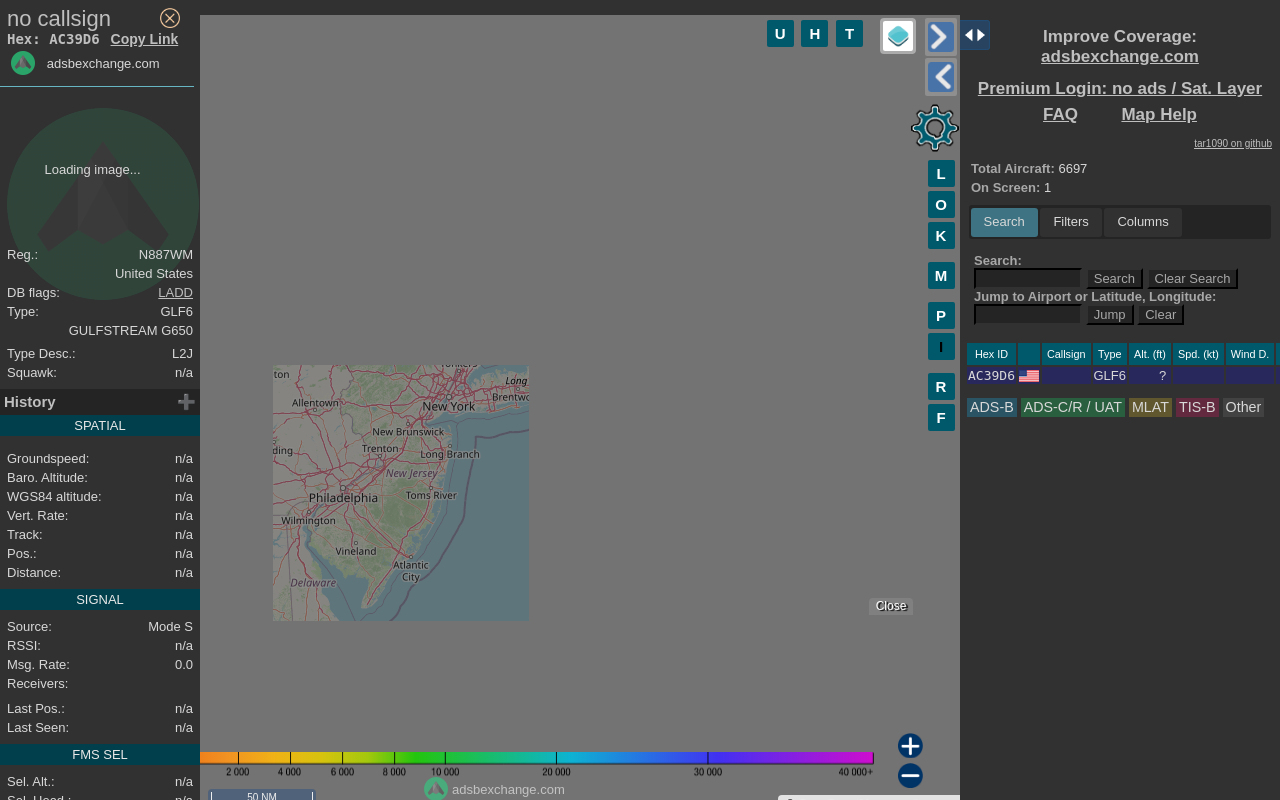 no callsign
Hex: AC39D6 Copy Link
adsbexchange.com
Loading image...
Reg.: N887WM
United States
DB flags: LADD
Type: GLF6
GULFSTREAM G650
Type Desc.: L2J
Squawk: n/a
History
SPATIAL
Groundspeed: n/a
Baro. Altitude: n/a
WGS84 altitude: n/a
Vert. Rate: n/a
Track: n/a
Pos.: n/a
Distance: n/a
SIGNAL
Source: Mode S
RSSI: n/a
Msg. Rate: 0.0
Receivers:
Last Pos.: n/a
Last Seen: n/a
FMS SEL
Sel. Alt.: n/a
Sel. Head.: n/a
U H T
L
O
K
M
P
I
R
F
ton
Long
Allentown
Brentwo
New York
New Brunswick
ding
Trenton
Long Branch
New Jersey
Philadelphia
Toms River
Wilmington
Vineland
Atlantic
City
Delaware
Close
2 000 4 000 6 000 8 000 10 000 20 000 30 000 40 000+
adsbexchange.com
50 NM
Improve Coverage:
adsbexchange.com
Premium Login: no ads / Sat. Layer
FAQ Map Help
tar1090 on github
Total Aircraft: 6697
On Screen: 1
Search Filters Columns
Search:
Search Clear Search
Jump to Airport or Latitude, Longitude:
Jump Clear
Hex ID Callsign Type Alt. (ft) Spd. (kt) Wind D.
AC39D6 GLF6 ?
ADS-B ADS-C/R / UAT MLAT TIS-B Other